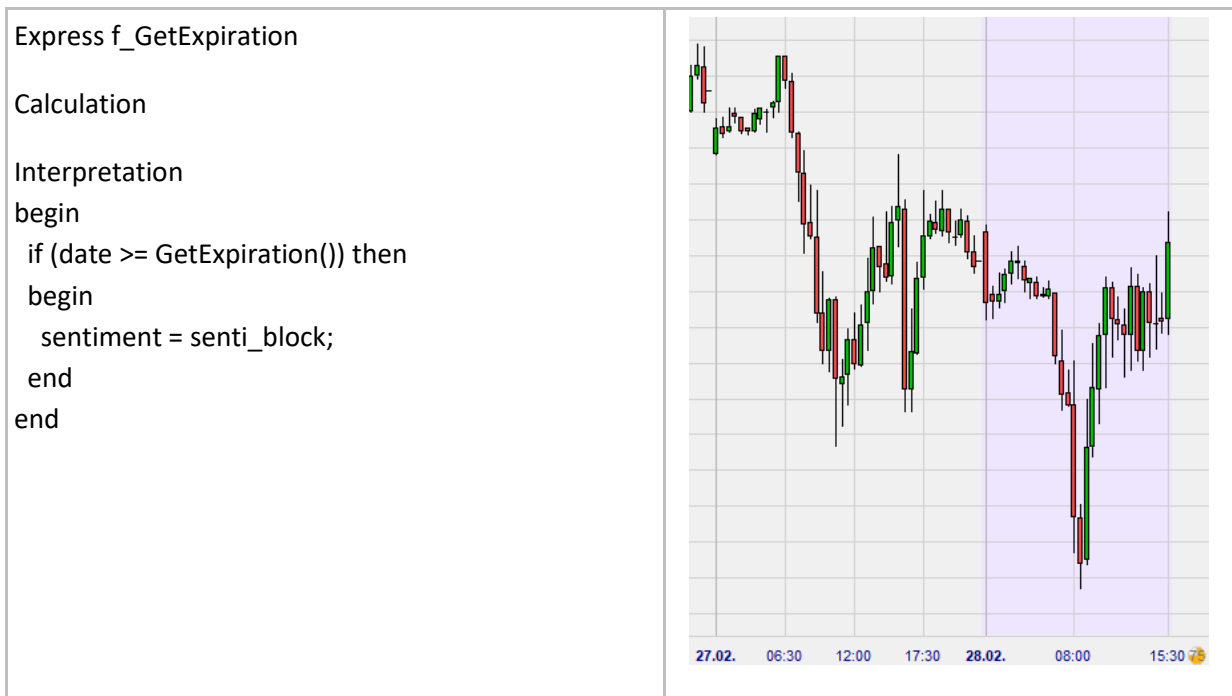 Express f_GetExpiration
Calculation
Interpretation
begin
if (date >= GetExpiration()) then
begin
sentiment = senti_block;
end
end
27.02. 06:30 12:00 17:30 28.02. 08:00 15:30 75